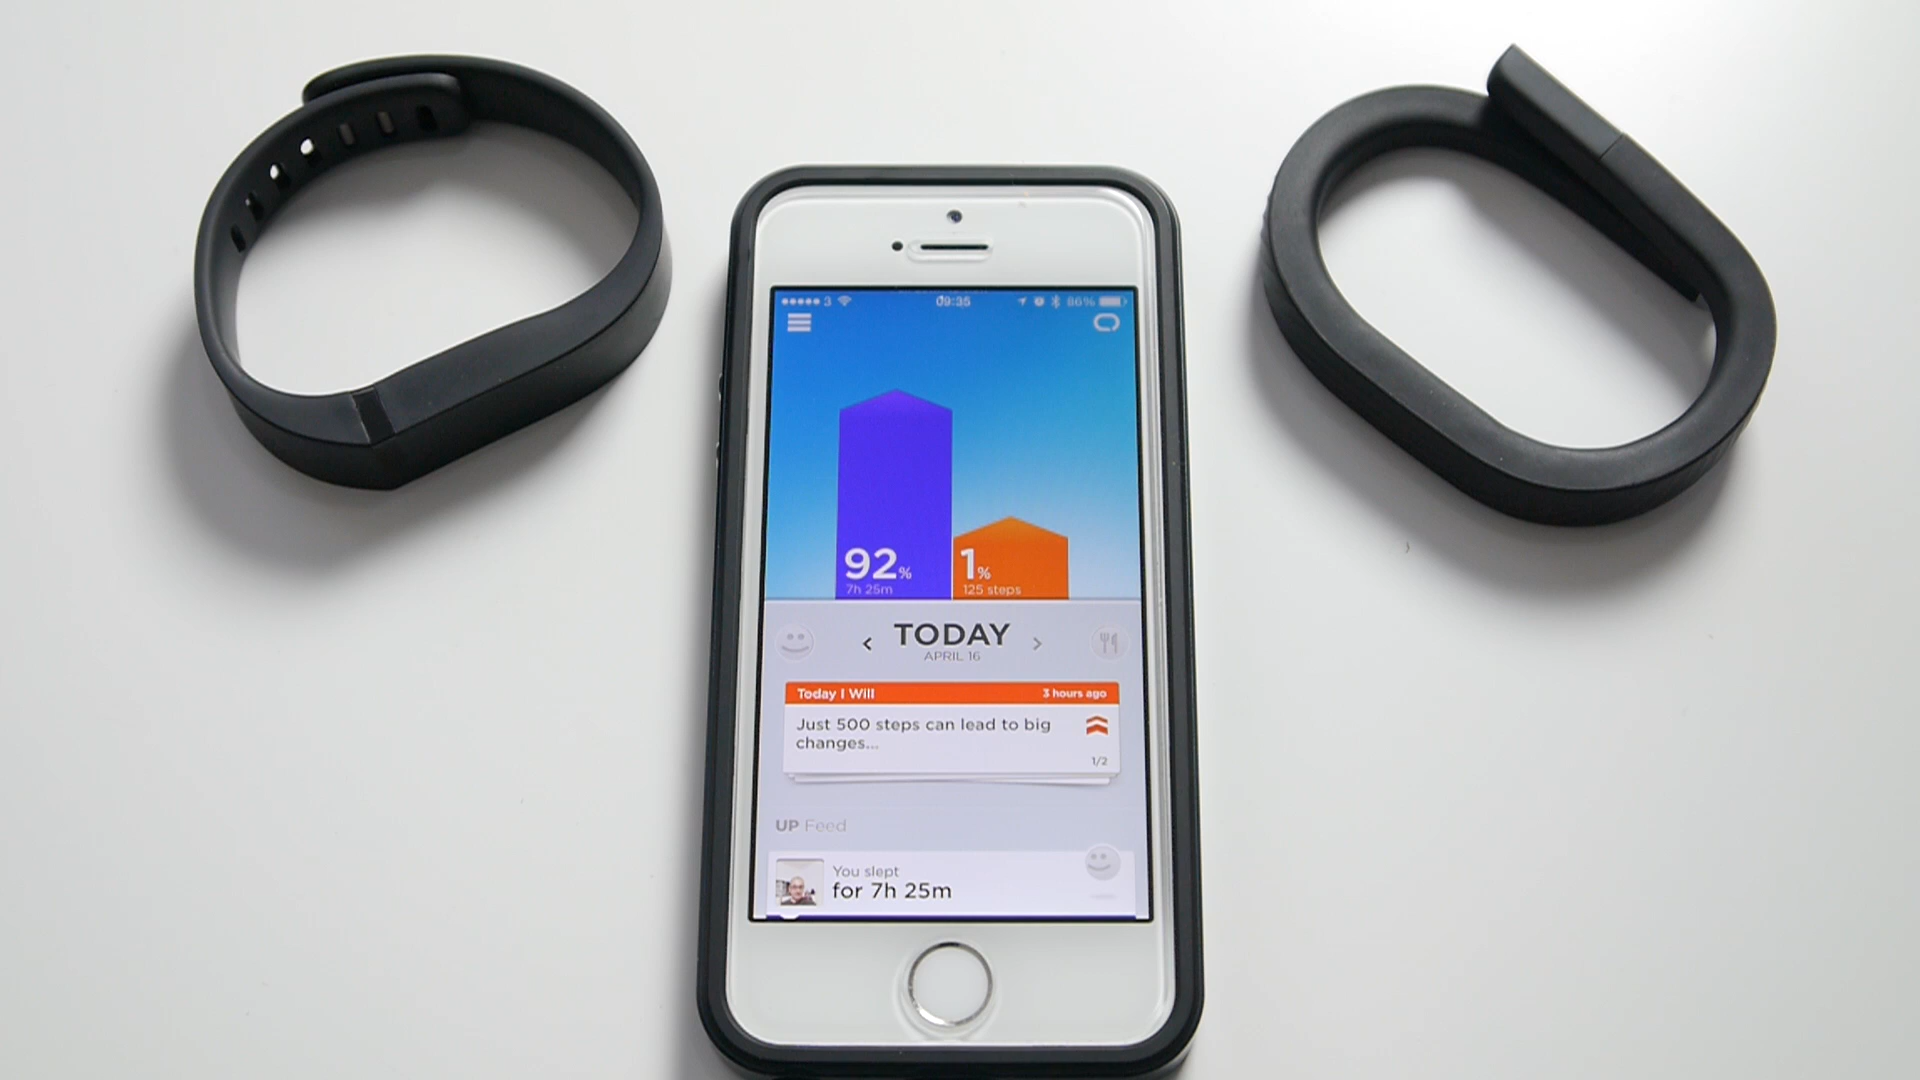 3 09:35 86%
92% 1%
7h 25m 125 steps
TODAY
APRIL 16
Today I Will 3 hours ago
Just 500 steps can lead to big
changes...
1/2
UP Feed
You slept
for 7h 25m